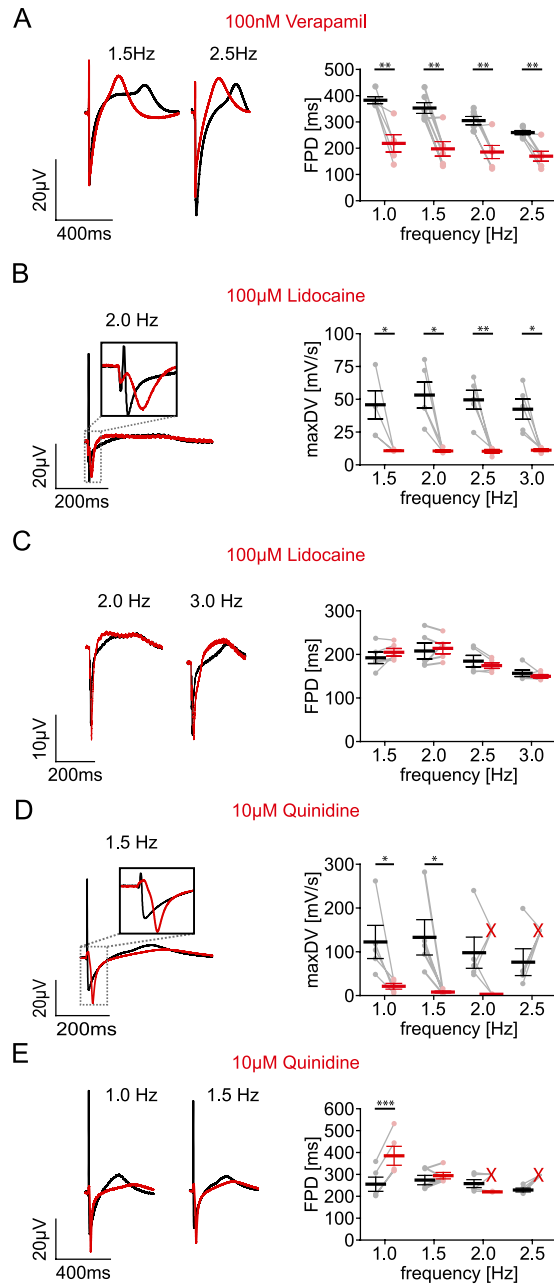 A
100nM Verapamil
1.5Hz
2.5Hz
20µV
400ms
FPD [ms]
500
400
300
200
100
0
** ** ** **
1.0 1.5 2.0 2.5
frequency [Hz]
B
100µM Lidocaine
2.0 Hz
20µV
200ms
maxDV [mV/s]
100
75
50
25
0
* * ** *
1.5 2.0 2.5 3.0
frequency [Hz]
C
100µM Lidocaine
2.0 Hz
3.0 Hz
10µV
200ms
FPD [ms]
300
200
100
0
1.5 2.0 2.5 3.0
frequency [Hz]
D
10µM Quinidine
1.5 Hz
20µV
200ms
maxDV [mV/s]
300
200
100
0
* *
X X
1.0 1.5 2.0 2.5
frequency [Hz]
E
10µM Quinidine
1.0 Hz
1.5 Hz
20µV
400ms
FPD [ms]
600
500
400
300
200
100
0
***
X X
1.0 1.5 2.0 2.5
frequency [Hz]